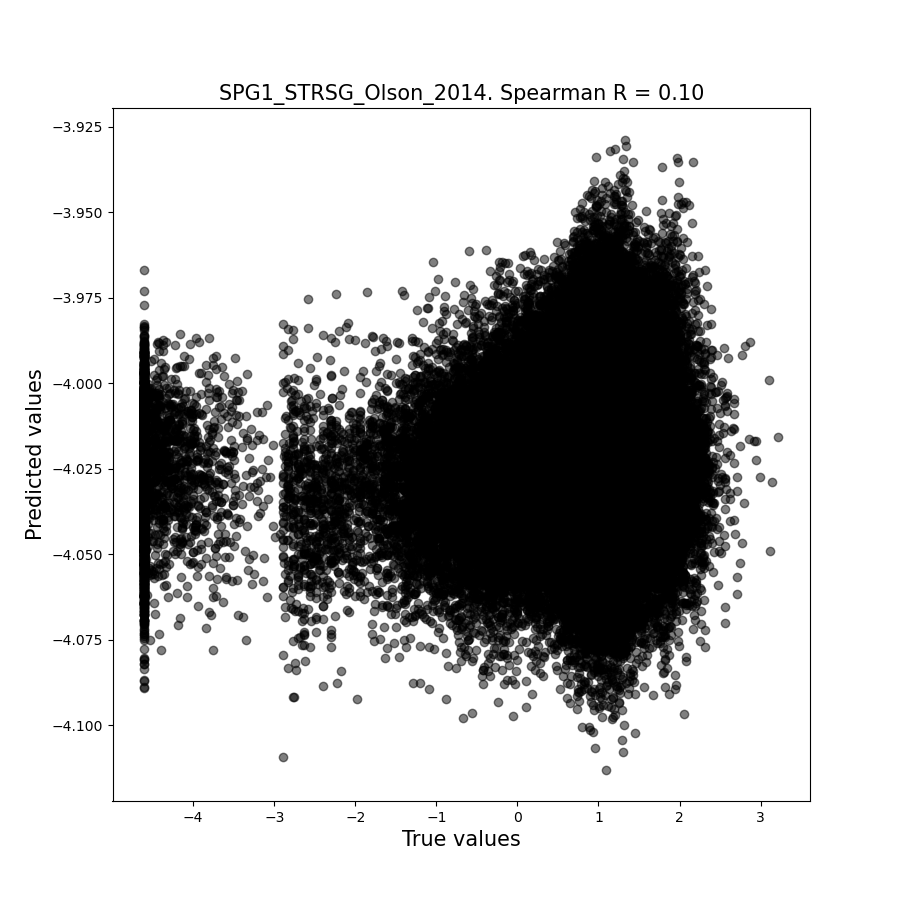 SPG1_STRSG_Olson_2014. Spearman R = 0.10
−3.925
−3.950
−3.975
−4.000
−4.025
−4.050
−4.075
−4.100
Predicted values
−4 −3 −2 −1 0 1 2 3
True values